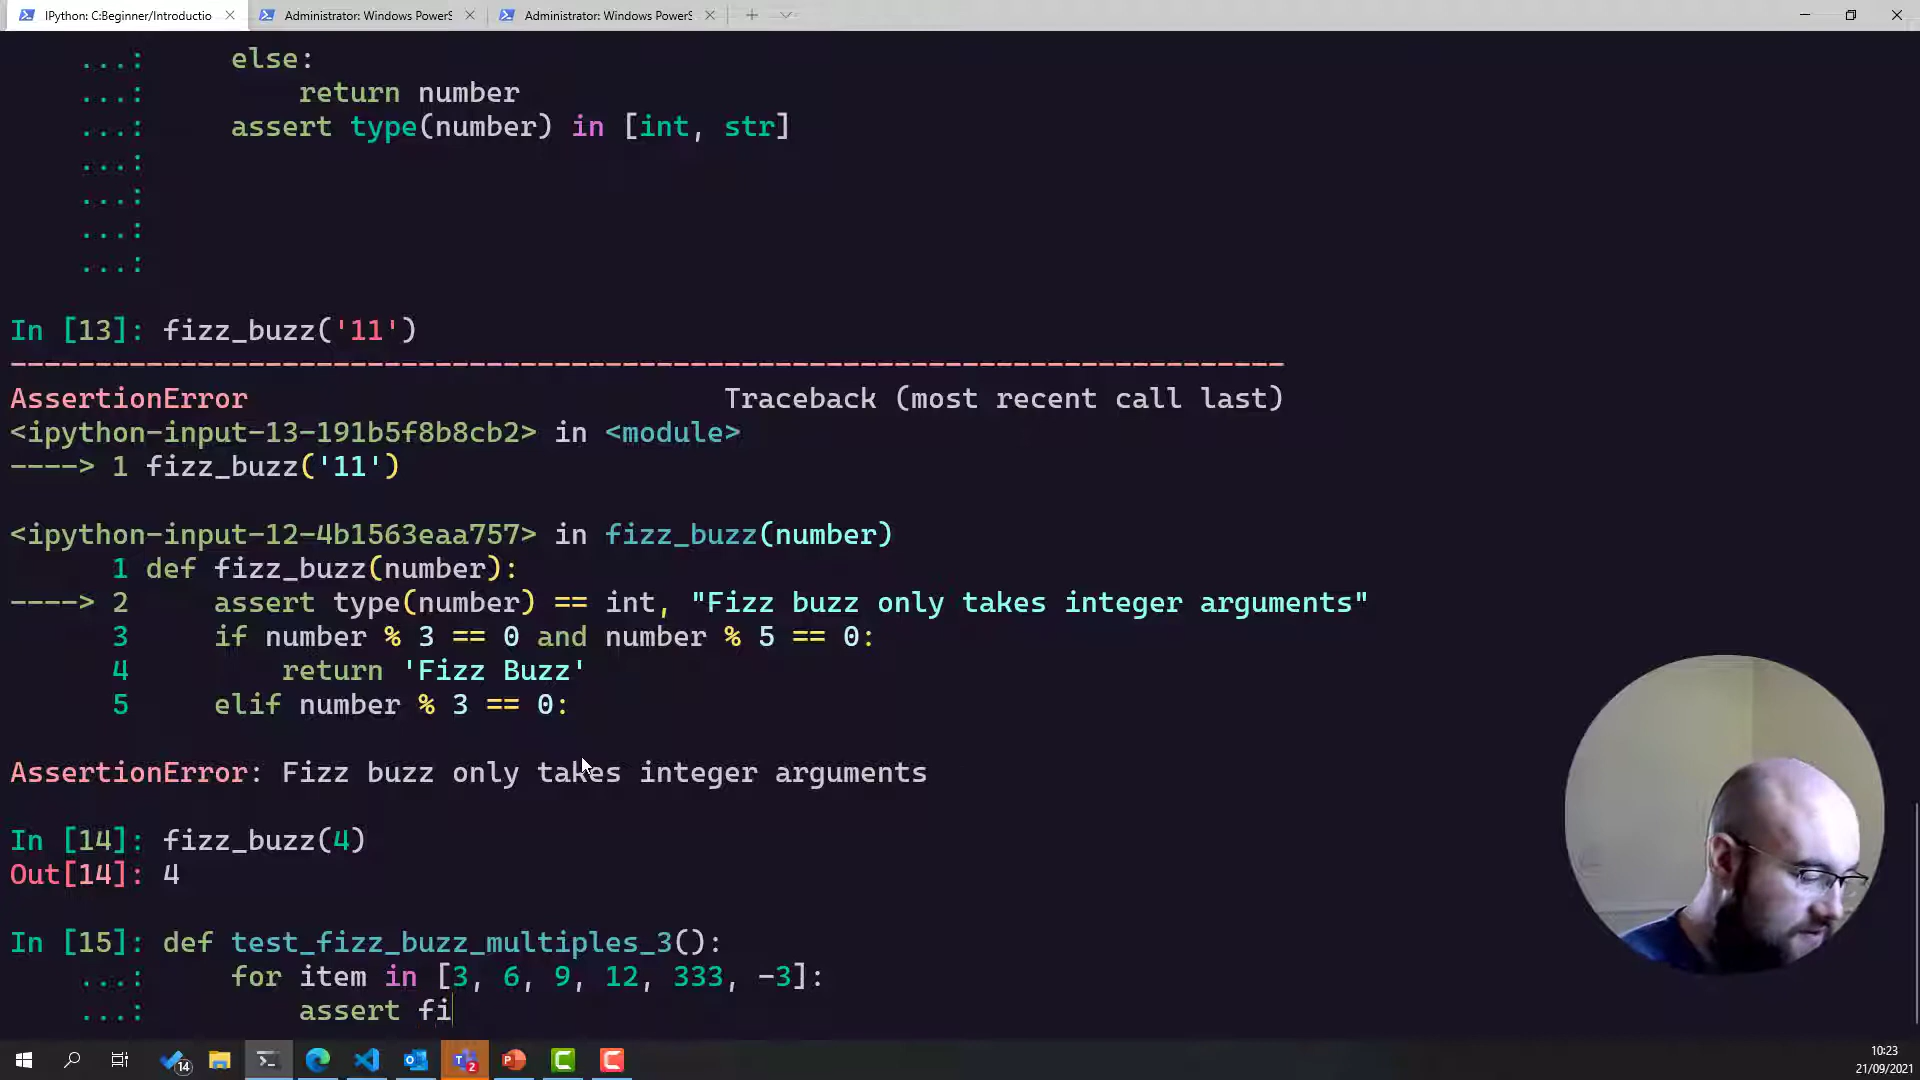 IPython: C:Beginner/Introductio
Administrator: Windows PowerS
Administrator: Windows PowerS
...: else:
...: return number
...: assert type(number) in [int, str]
...:
...:
...:
...:
In [13]: fizz_buzz('11')
---------------------------------------------------------------------------
AssertionError Traceback (most recent call last)
<ipython-input-13-191b5f8b8cb2> in <module>
----> 1 fizz_buzz('11')
<ipython-input-12-4b1563eaa757> in fizz_buzz(number)
1 def fizz_buzz(number):
----> 2 assert type(number) == int, "Fizz buzz only takes integer arguments"
3 if number % 3 == 0 and number % 5 == 0:
4 return 'Fizz Buzz'
5 elif number % 3 == 0:
AssertionError: Fizz buzz only takes integer arguments
In [14]: fizz_buzz(4)
Out[14]: 4
In [15]: def test_fizz_buzz_multiples_3():
...: for item in [3, 6, 9, 12, 333, -3]:
...: assert fi
14
2
10:23
21/09/2021